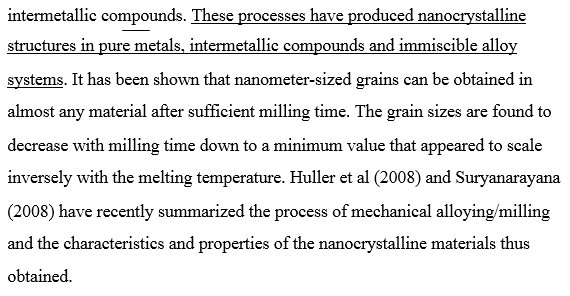 intermetallic compounds. These processes have produced nanocrystalline
structures in pure metals, intermetallic compounds and immiscible alloy
systems. It has been shown that nanometer-sized grains can be obtained in
almost any material after sufficient milling time. The grain sizes are found to
decrease with milling time down to a minimum value that appeared to scale
inversely with the melting temperature. Huller et al (2008) and Suryanarayana
(2008) have recently summarized the process of mechanical alloying/milling
and the characteristics and properties of the nanocrystalline materials thus
obtained.